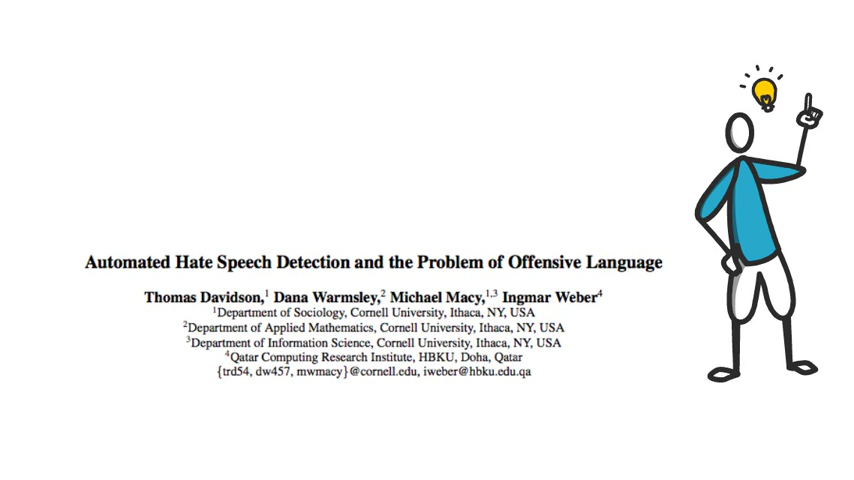 Automated Hate Speech Detection and the Problem of Offensive Language
Thomas Davidson,¹ Dana Warmsley,² Michael Macy,¹,³ Ingmar Weber⁴
¹Department of Sociology, Cornell University, Ithaca, NY, USA
²Department of Applied Mathematics, Cornell University, Ithaca, NY, USA
³Department of Information Science, Cornell University, Ithaca, NY, USA
⁴Qatar Computing Research Institute, HBKU, Doha, Qatar
{trd54, dw457, mwmacy}@cornell.edu, iweber@hbku.edu.qa